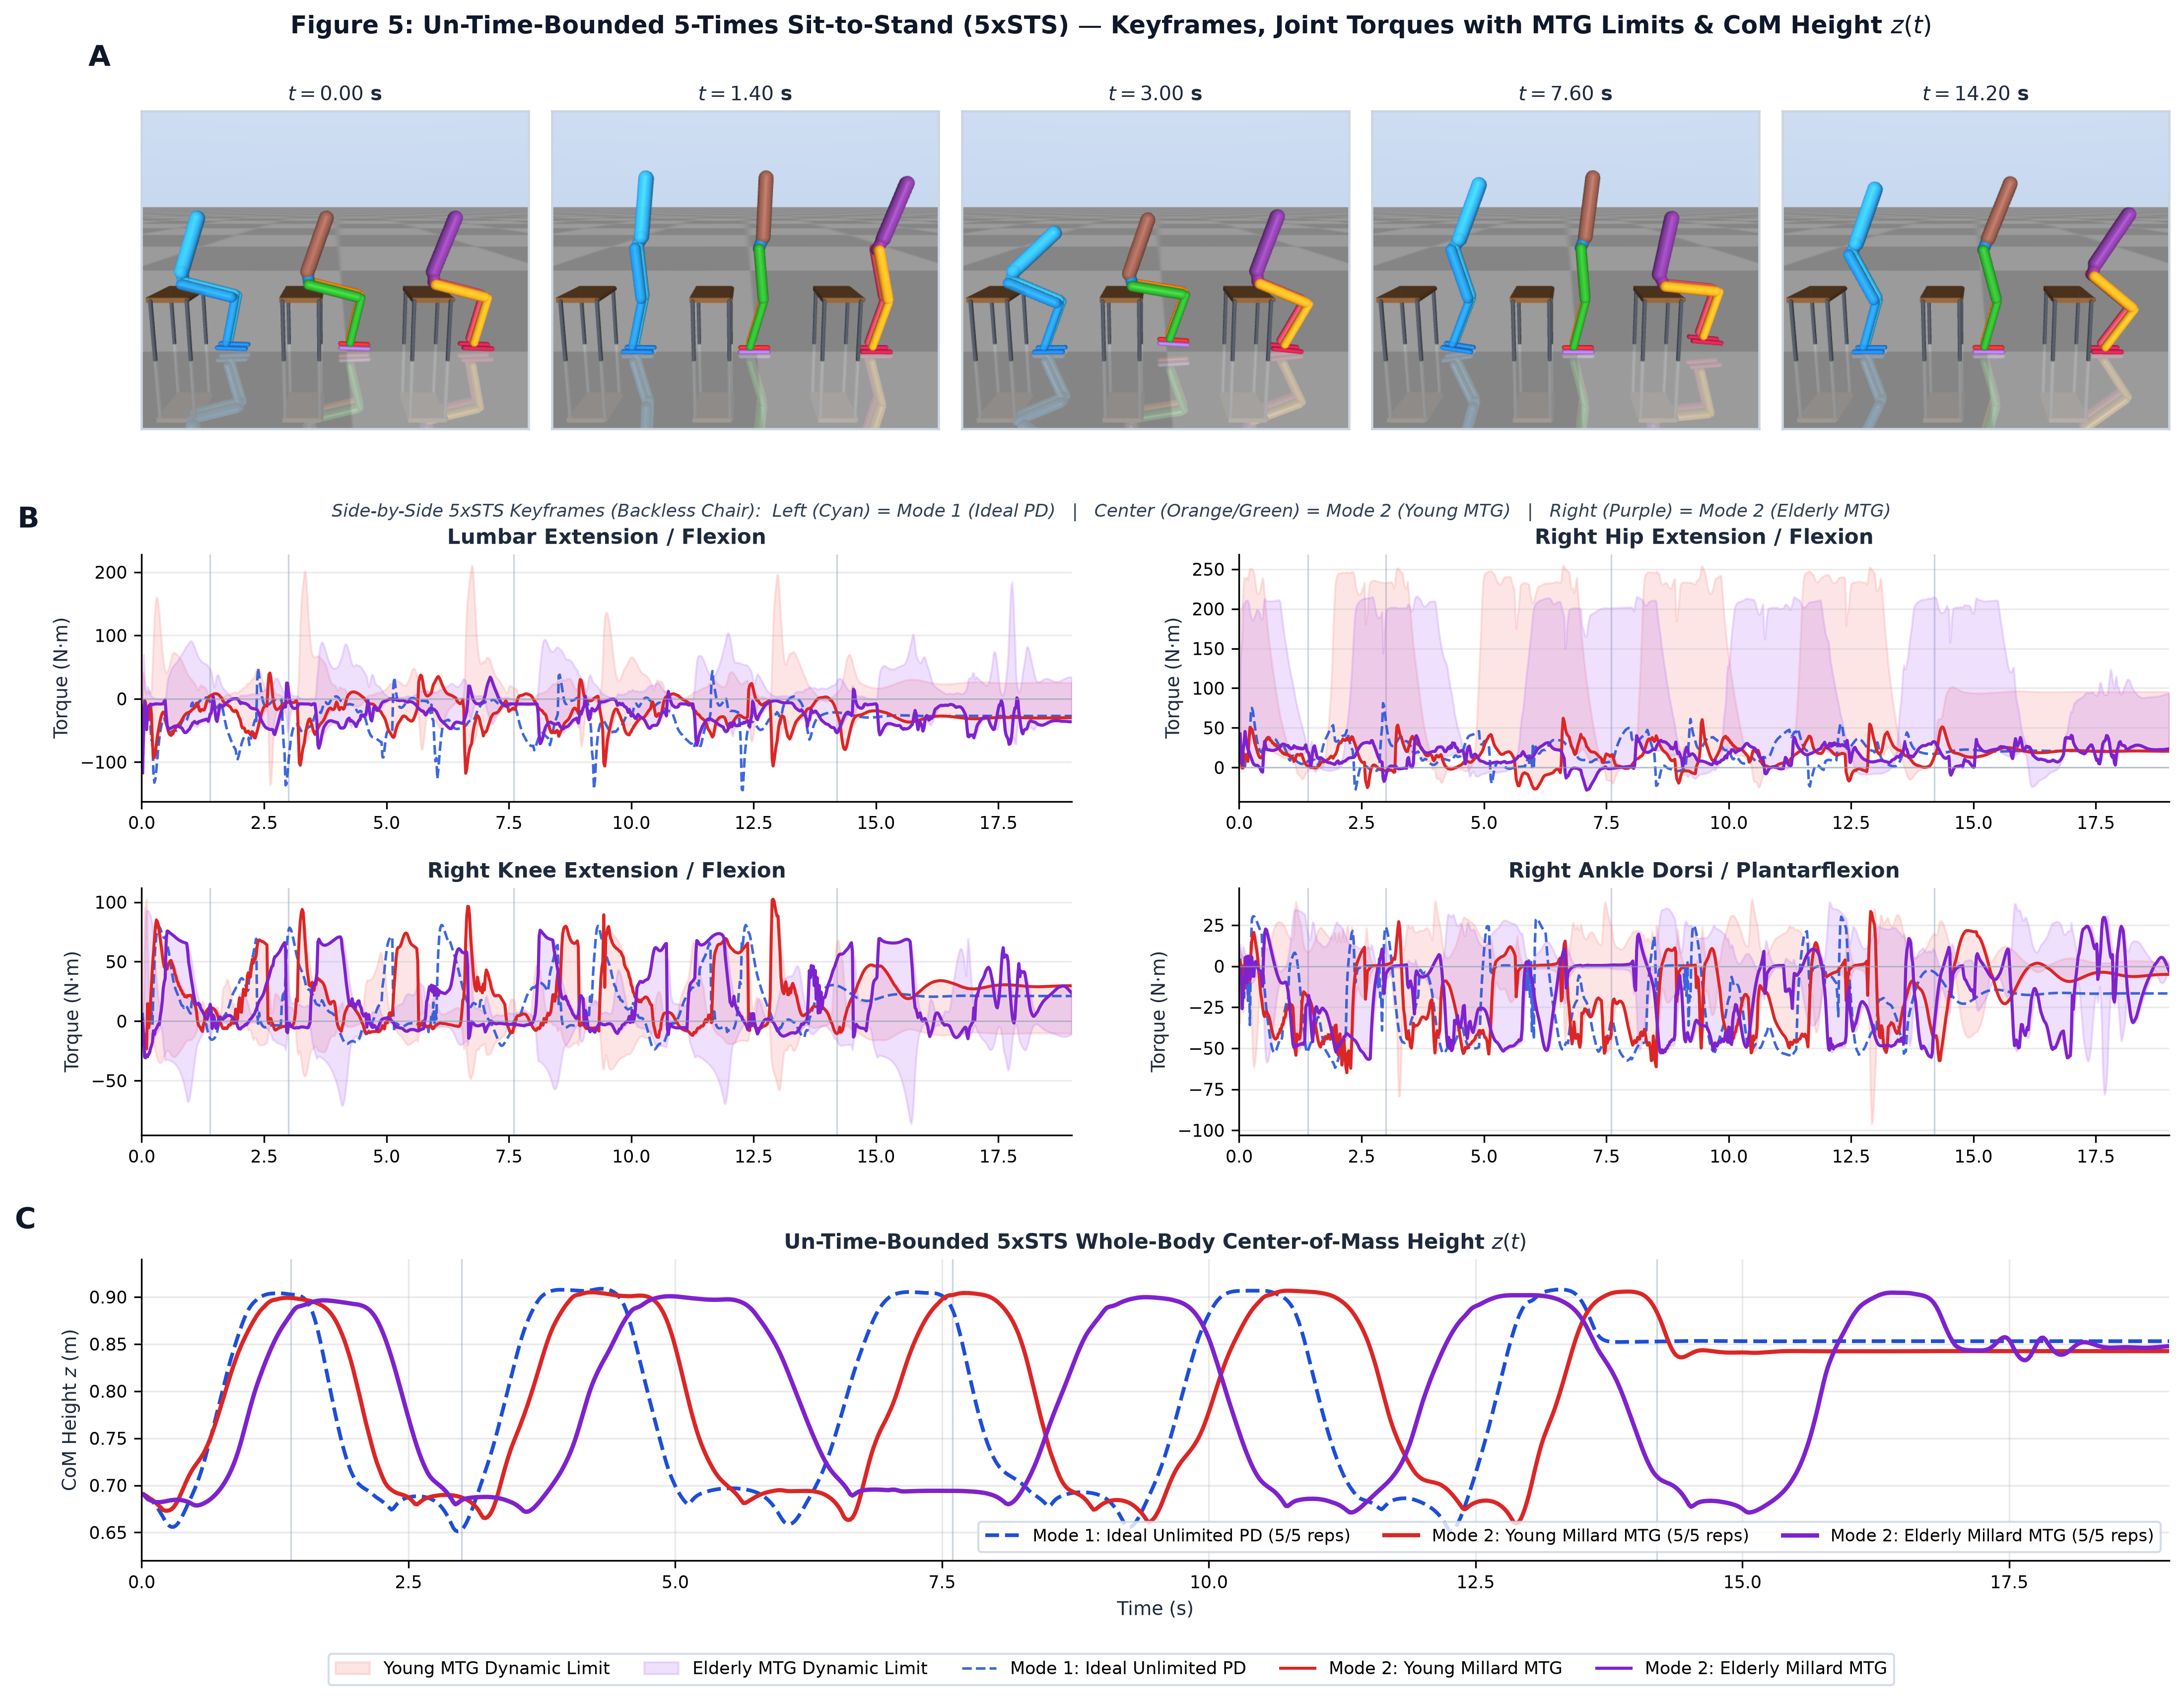 Figure 5: Un-Time-Bounded 5-Times Sit-to-Stand (5xSTS) — Keyframes, Joint Torques with MTG Limits & CoM Height z(t)
A
t = 0.00 s
t = 1.40 s
t = 3.00 s
t = 7.60 s
t = 14.20 s
B
Side-by-Side 5xSTS Keyframes (Backless Chair): Left (Cyan) = Mode 1 (Ideal PD) | Center (Orange/Green) = Mode 2 (Young MTG) | Right (Purple) = Mode 2 (Elderly MTG)
Lumbar Extension / Flexion
Torque (N·m)
200
100
0
−100
0.0 2.5 5.0 7.5 10.0 12.5 15.0 17.5
Right Hip Extension / Flexion
Torque (N·m)
250
200
150
100
50
0
0.0 2.5 5.0 7.5 10.0 12.5 15.0 17.5
Right Knee Extension / Flexion
Torque (N·m)
100
50
0
−50
0.0 2.5 5.0 7.5 10.0 12.5 15.0 17.5
Right Ankle Dorsi / Plantarflexion
Torque (N·m)
25
0
−25
−50
−75
−100
0.0 2.5 5.0 7.5 10.0 12.5 15.0 17.5
C
Un-Time-Bounded 5xSTS Whole-Body Center-of-Mass Height z(t)
CoM Height z (m)
0.90
0.85
0.80
0.75
0.70
0.65
Mode 1: Ideal Unlimited PD (5/5 reps) Mode 2: Young Millard MTG (5/5 reps) Mode 2: Elderly Millard MTG (5/5 reps)
0.0 2.5 5.0 7.5 10.0 12.5 15.0 17.5
Time (s)
Young MTG Dynamic Limit Elderly MTG Dynamic Limit Mode 1: Ideal Unlimited PD Mode 2: Young Millard MTG Mode 2: Elderly Millard MTG